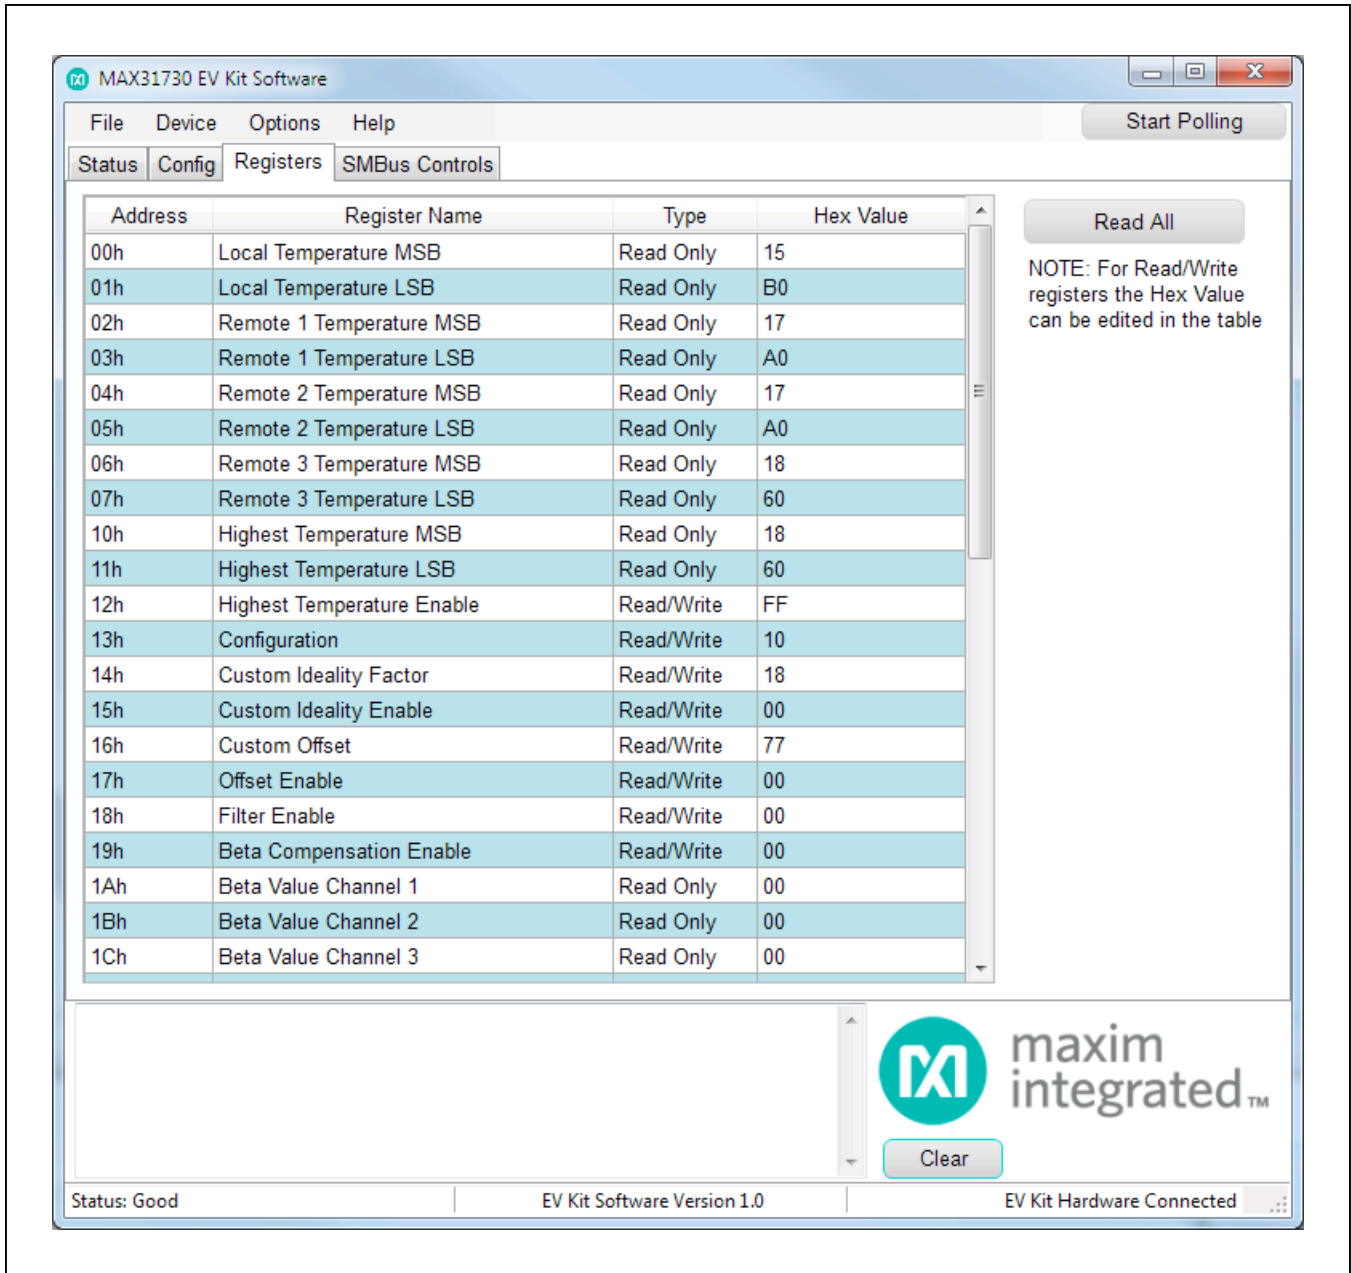 MAX31730 EV Kit Software
File Device Options Help Start Polling
Status Config Registers SMBus Controls
Address Register Name Type Hex Value
00h Local Temperature MSB Read Only 15
01h Local Temperature LSB Read Only B0
02h Remote 1 Temperature MSB Read Only 17
03h Remote 1 Temperature LSB Read Only A0
04h Remote 2 Temperature MSB Read Only 17
05h Remote 2 Temperature LSB Read Only A0
06h Remote 3 Temperature MSB Read Only 18
07h Remote 3 Temperature LSB Read Only 60
10h Highest Temperature MSB Read Only 18
11h Highest Temperature LSB Read Only 60
12h Highest Temperature Enable Read/Write FF
13h Configuration Read/Write 10
14h Custom Ideality Factor Read/Write 18
15h Custom Ideality Enable Read/Write 00
16h Custom Offset Read/Write 77
17h Offset Enable Read/Write 00
18h Filter Enable Read/Write 00
19h Beta Compensation Enable Read/Write 00
1Ah Beta Value Channel 1 Read Only 00
1Bh Beta Value Channel 2 Read Only 00
1Ch Beta Value Channel 3 Read Only 00
Read All
NOTE: For Read/Write
registers the Hex Value
can be edited in the table
maxim
integrated™
Clear
Status: Good EV Kit Software Version 1.0 EV Kit Hardware Connected